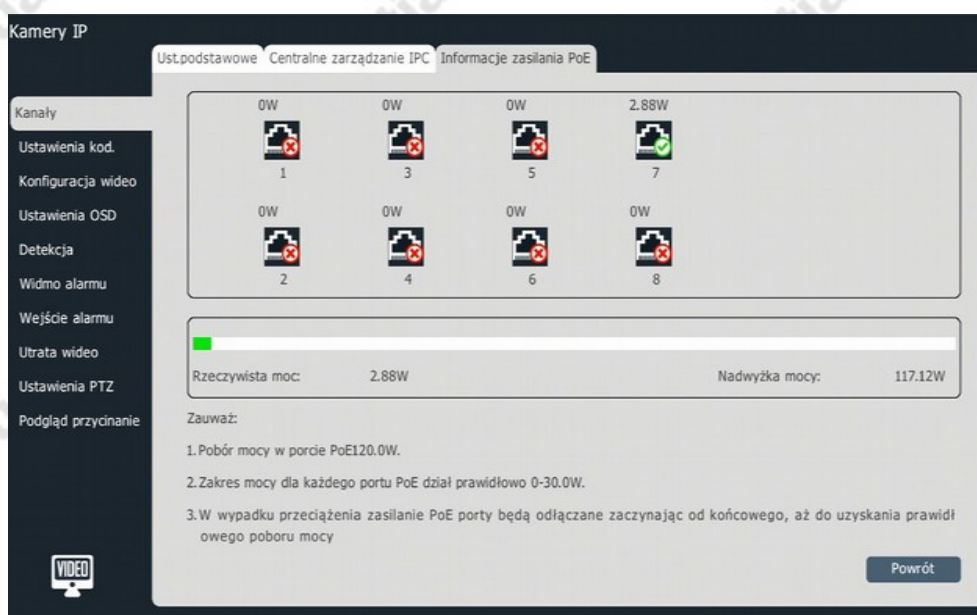 Kamery IP
Ust.podstawowe Centralne zarządzanie IPC Informacje zasilania PoE
Kanały
Ustawienia kod.
Konfiguracja wideo
Ustawienia OSD
Detekcja
Widmo alarmu
Wejście alarmu
Utrata wideo
Ustawienia PTZ
Podgląd przycinanie
0W 0W 0W 2.88W
1 3 5 7
0W 0W 0W 0W
2 4 6 8
Rzeczywista moc: 2.88W Nadwyżka mocy: 117.12W
Zauważ:
1.Pobór mocy w porcie PoE120.0W.
2.Zakres mocy dla każdego portu PoE dział prawidłowo 0-30.0W.
3.W wypadku przeciążenia zasilanie PoE porty będą odłączane zaczynając od końcowego, aż do uzyskania prawidł
owego poboru mocy
VIDEO
Powrót